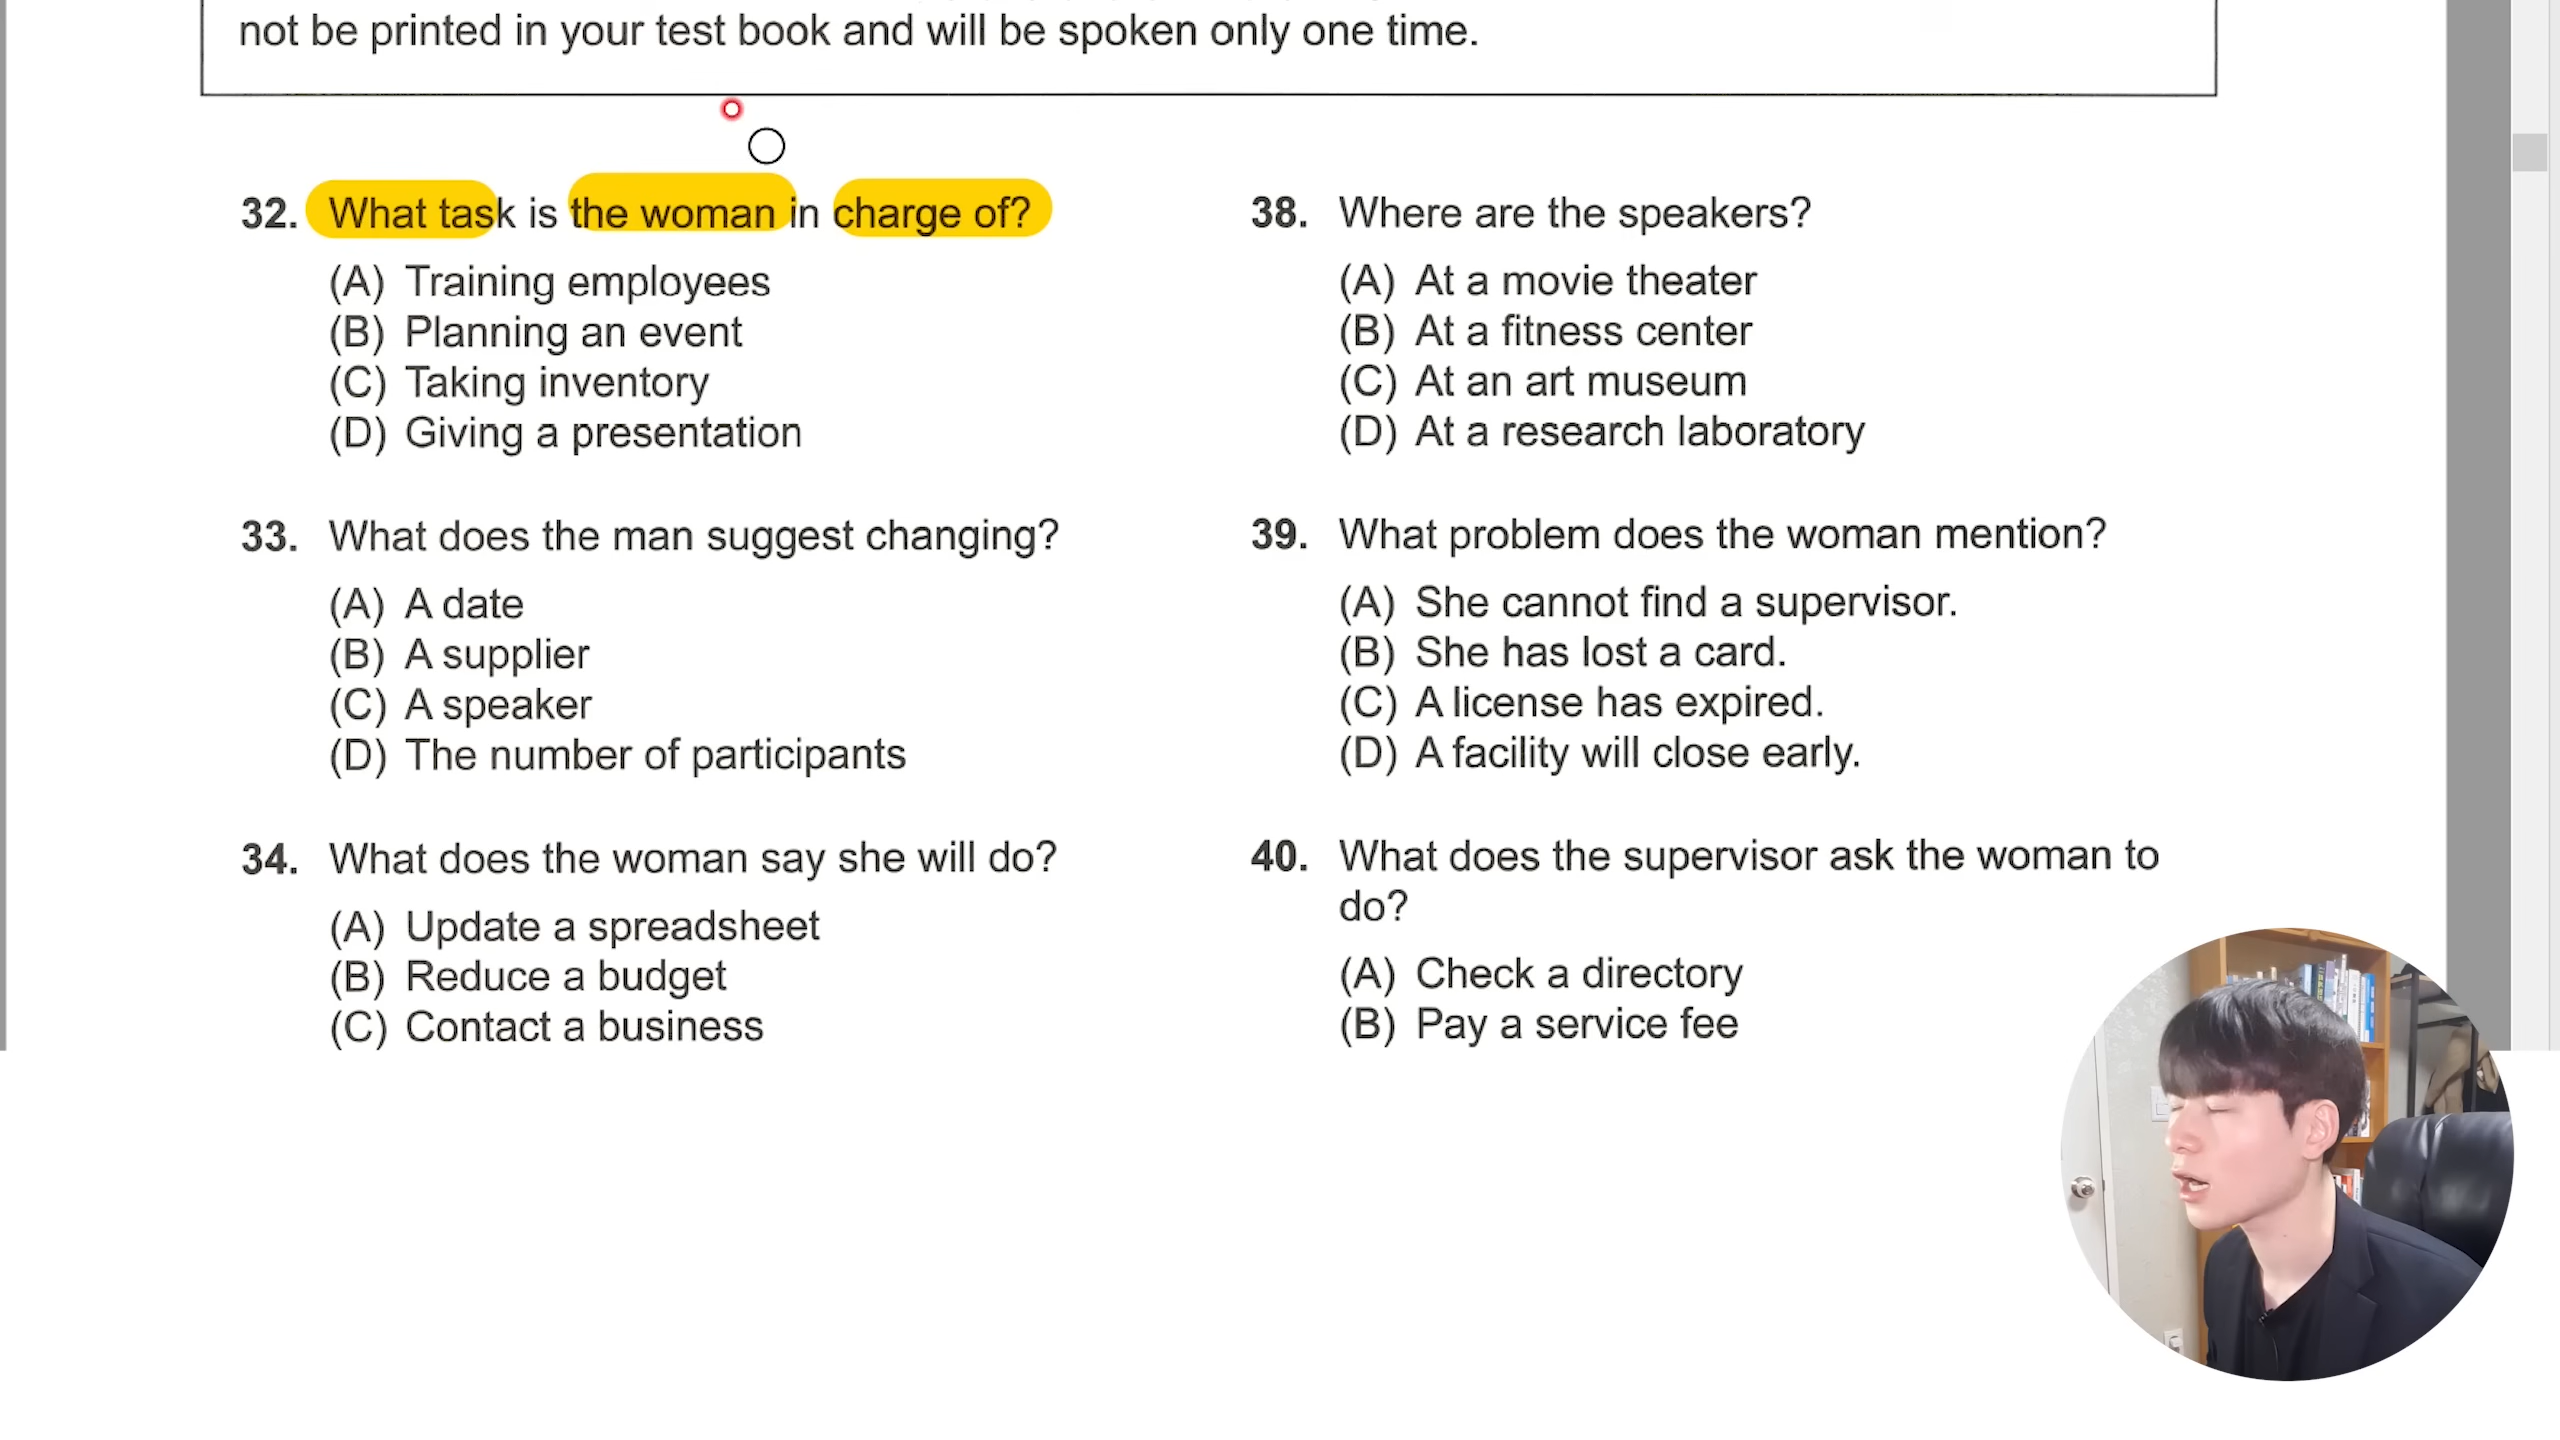 not be printed in your test book and will be spoken only one time.
32. What task is the woman in charge of?
(A) Training employees
(B) Planning an event
(C) Taking inventory
(D) Giving a presentation
33. What does the man suggest changing?
(A) A date
(B) A supplier
(C) A speaker
(D) The number of participants
34. What does the woman say she will do?
(A) Update a spreadsheet
(B) Reduce a budget
(C) Contact a business
38. Where are the speakers?
(A) At a movie theater
(B) At a fitness center
(C) At an art museum
(D) At a research laboratory
39. What problem does the woman mention?
(A) She cannot find a supervisor.
(B) She has lost a card.
(C) A license has expired.
(D) A facility will close early.
40. What does the supervisor ask the woman to
do?
(A) Check a directory
(B) Pay a service fee